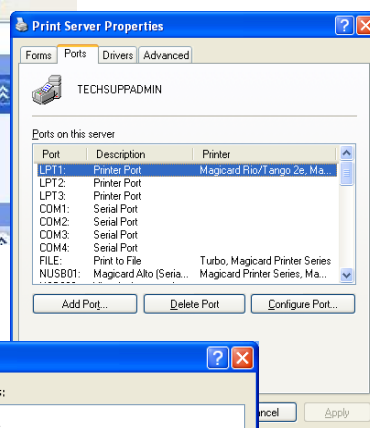 Print Server Properties
Forms Ports Drivers Advanced
TECHSUPPADMIN
Ports on this server
Port Description Printer
LPT1: Printer Port Magicard Rio/Tango 2e, Ma...
LPT2: Printer Port
LPT3: Printer Port
COM1: Serial Port
COM2: Serial Port
COM3: Serial Port
COM4: Serial Port
FILE: Print to File Turbo, Magicard Printer Series
NUSB01: Magicard Alto (Seria... Magicard Printer Series, Ma...
Add Port... Delete Port Configure Port...
ncel Apply